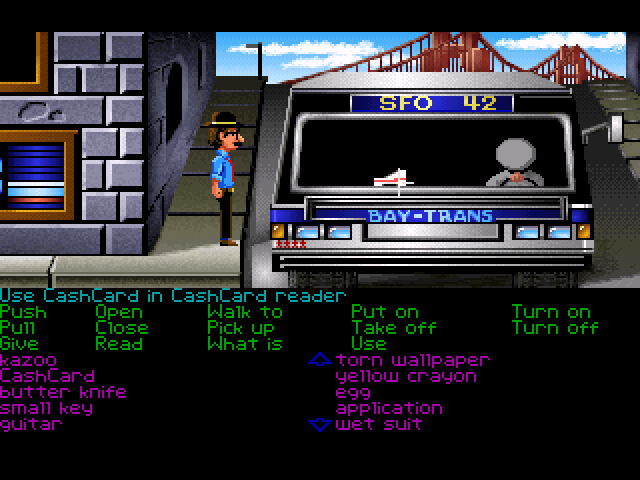 SFO 42
BAY-TRANS
Use CashCard in CashCard reader
Push Open Walk to Put on Turn on
Pull Close Pick up Take off Turn off
Give Read What is Use
kazoo torn wallpaper
CashCard yellow crayon
butter knife egg
small key application
guitar wet suit